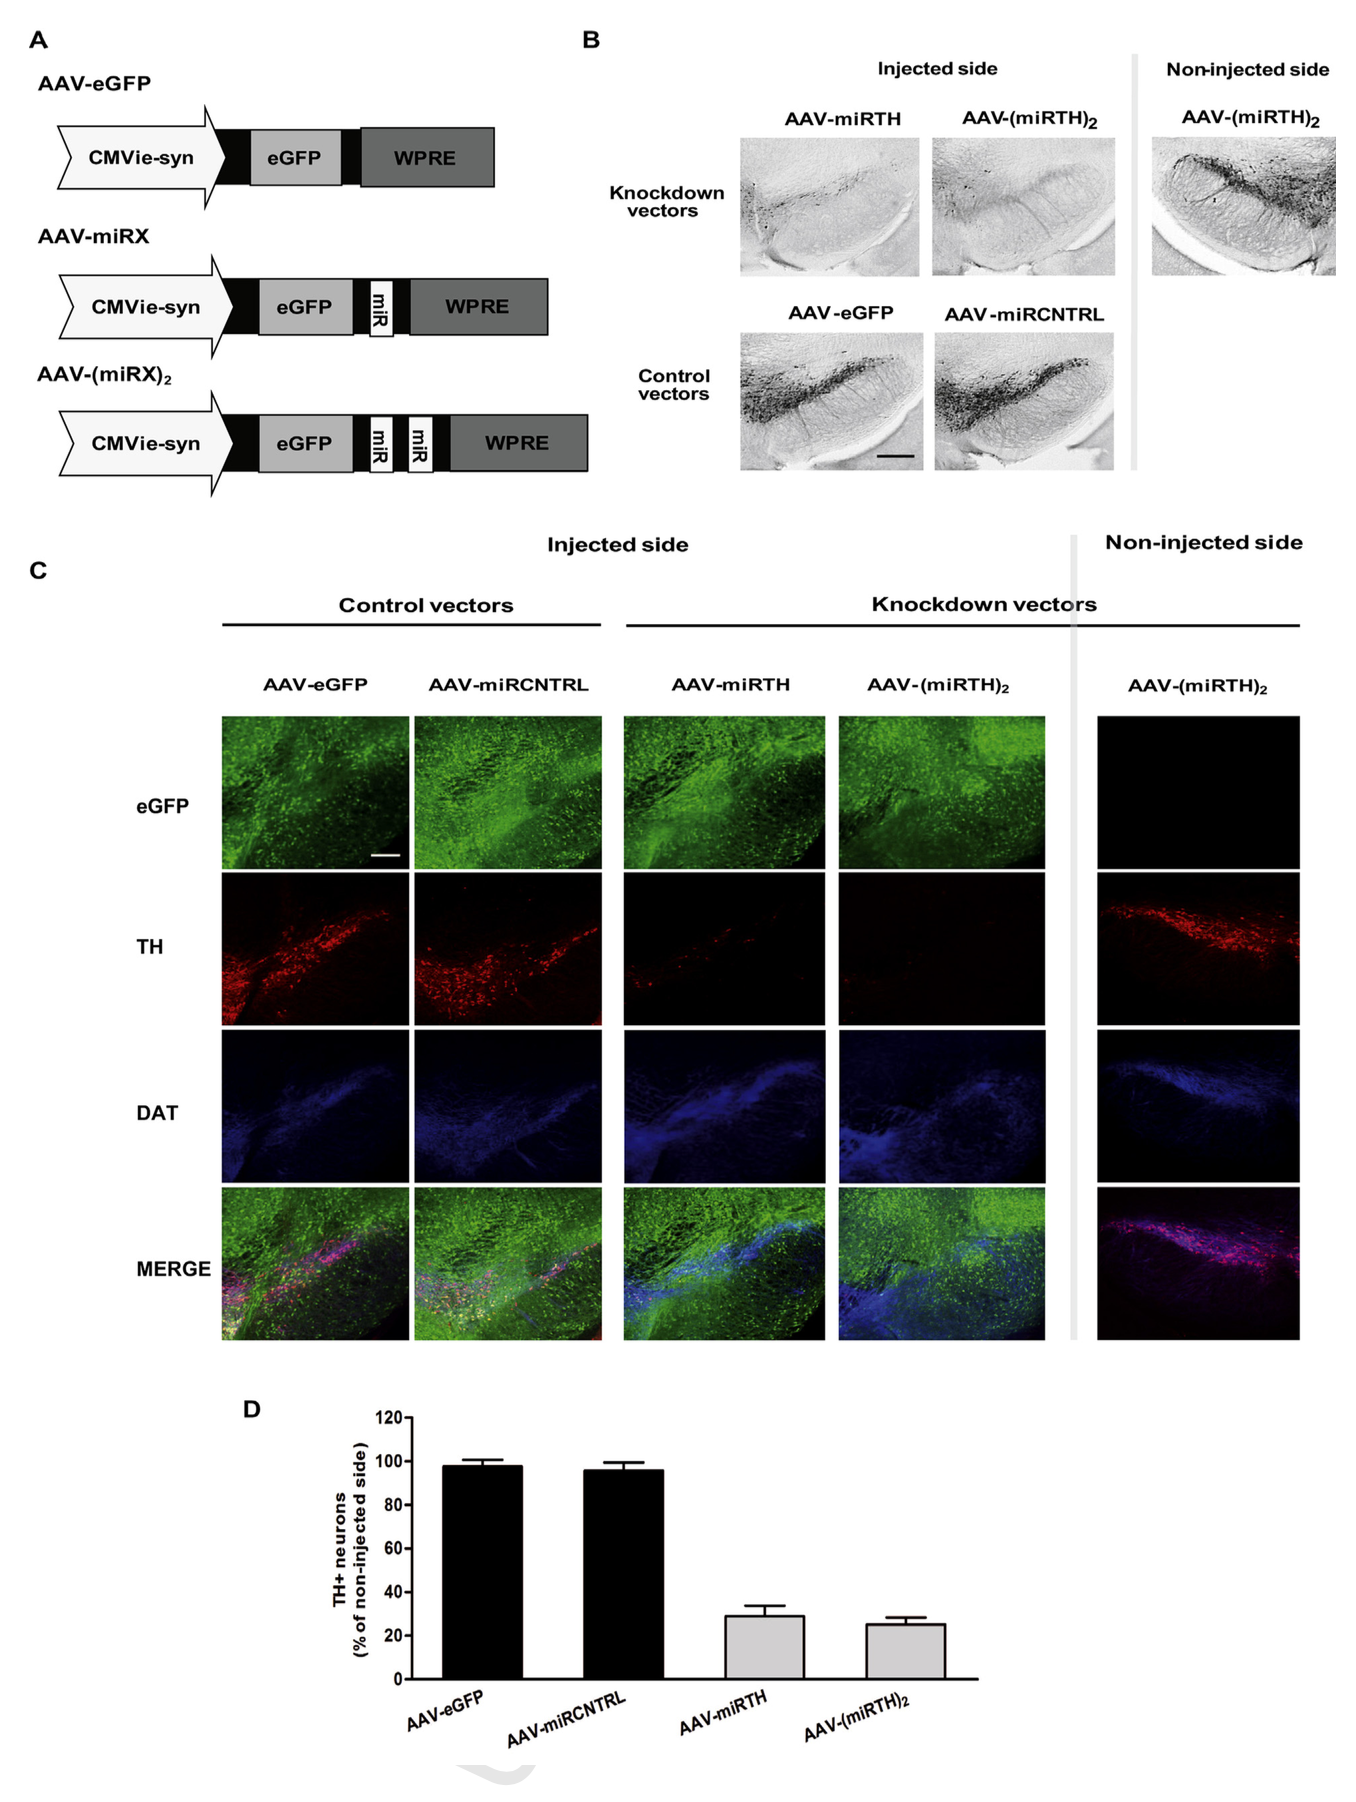 A
AAV-eGFP
CMVie-syn eGFP WPRE
AAV-miRX
CMVie-syn eGFP miR WPRE
AAV-(miRX)2
CMVie-syn eGFP miR miR WPRE
B
Injected side Non-injected side
AAV-miRTH AAV-(miRTH)2 AAV-(miRTH)2
Knockdown
vectors
AAV-eGFP AAV-miRCNTRL
Control
vectors
C
Injected side Non-injected side
Control vectors Knockdown vectors
AAV-eGFP AAV-miRCNTRL AAV-miRTH AAV-(miRTH)2 AAV-(miRTH)2
eGFP
TH
DAT
MERGE
D
TH+ neurons
(% of non-injected side)
120
100
80
60
40
20
0
AAV-eGFP AAV-miRCNTRL AAV-miRTH AAV-(miRTH)2